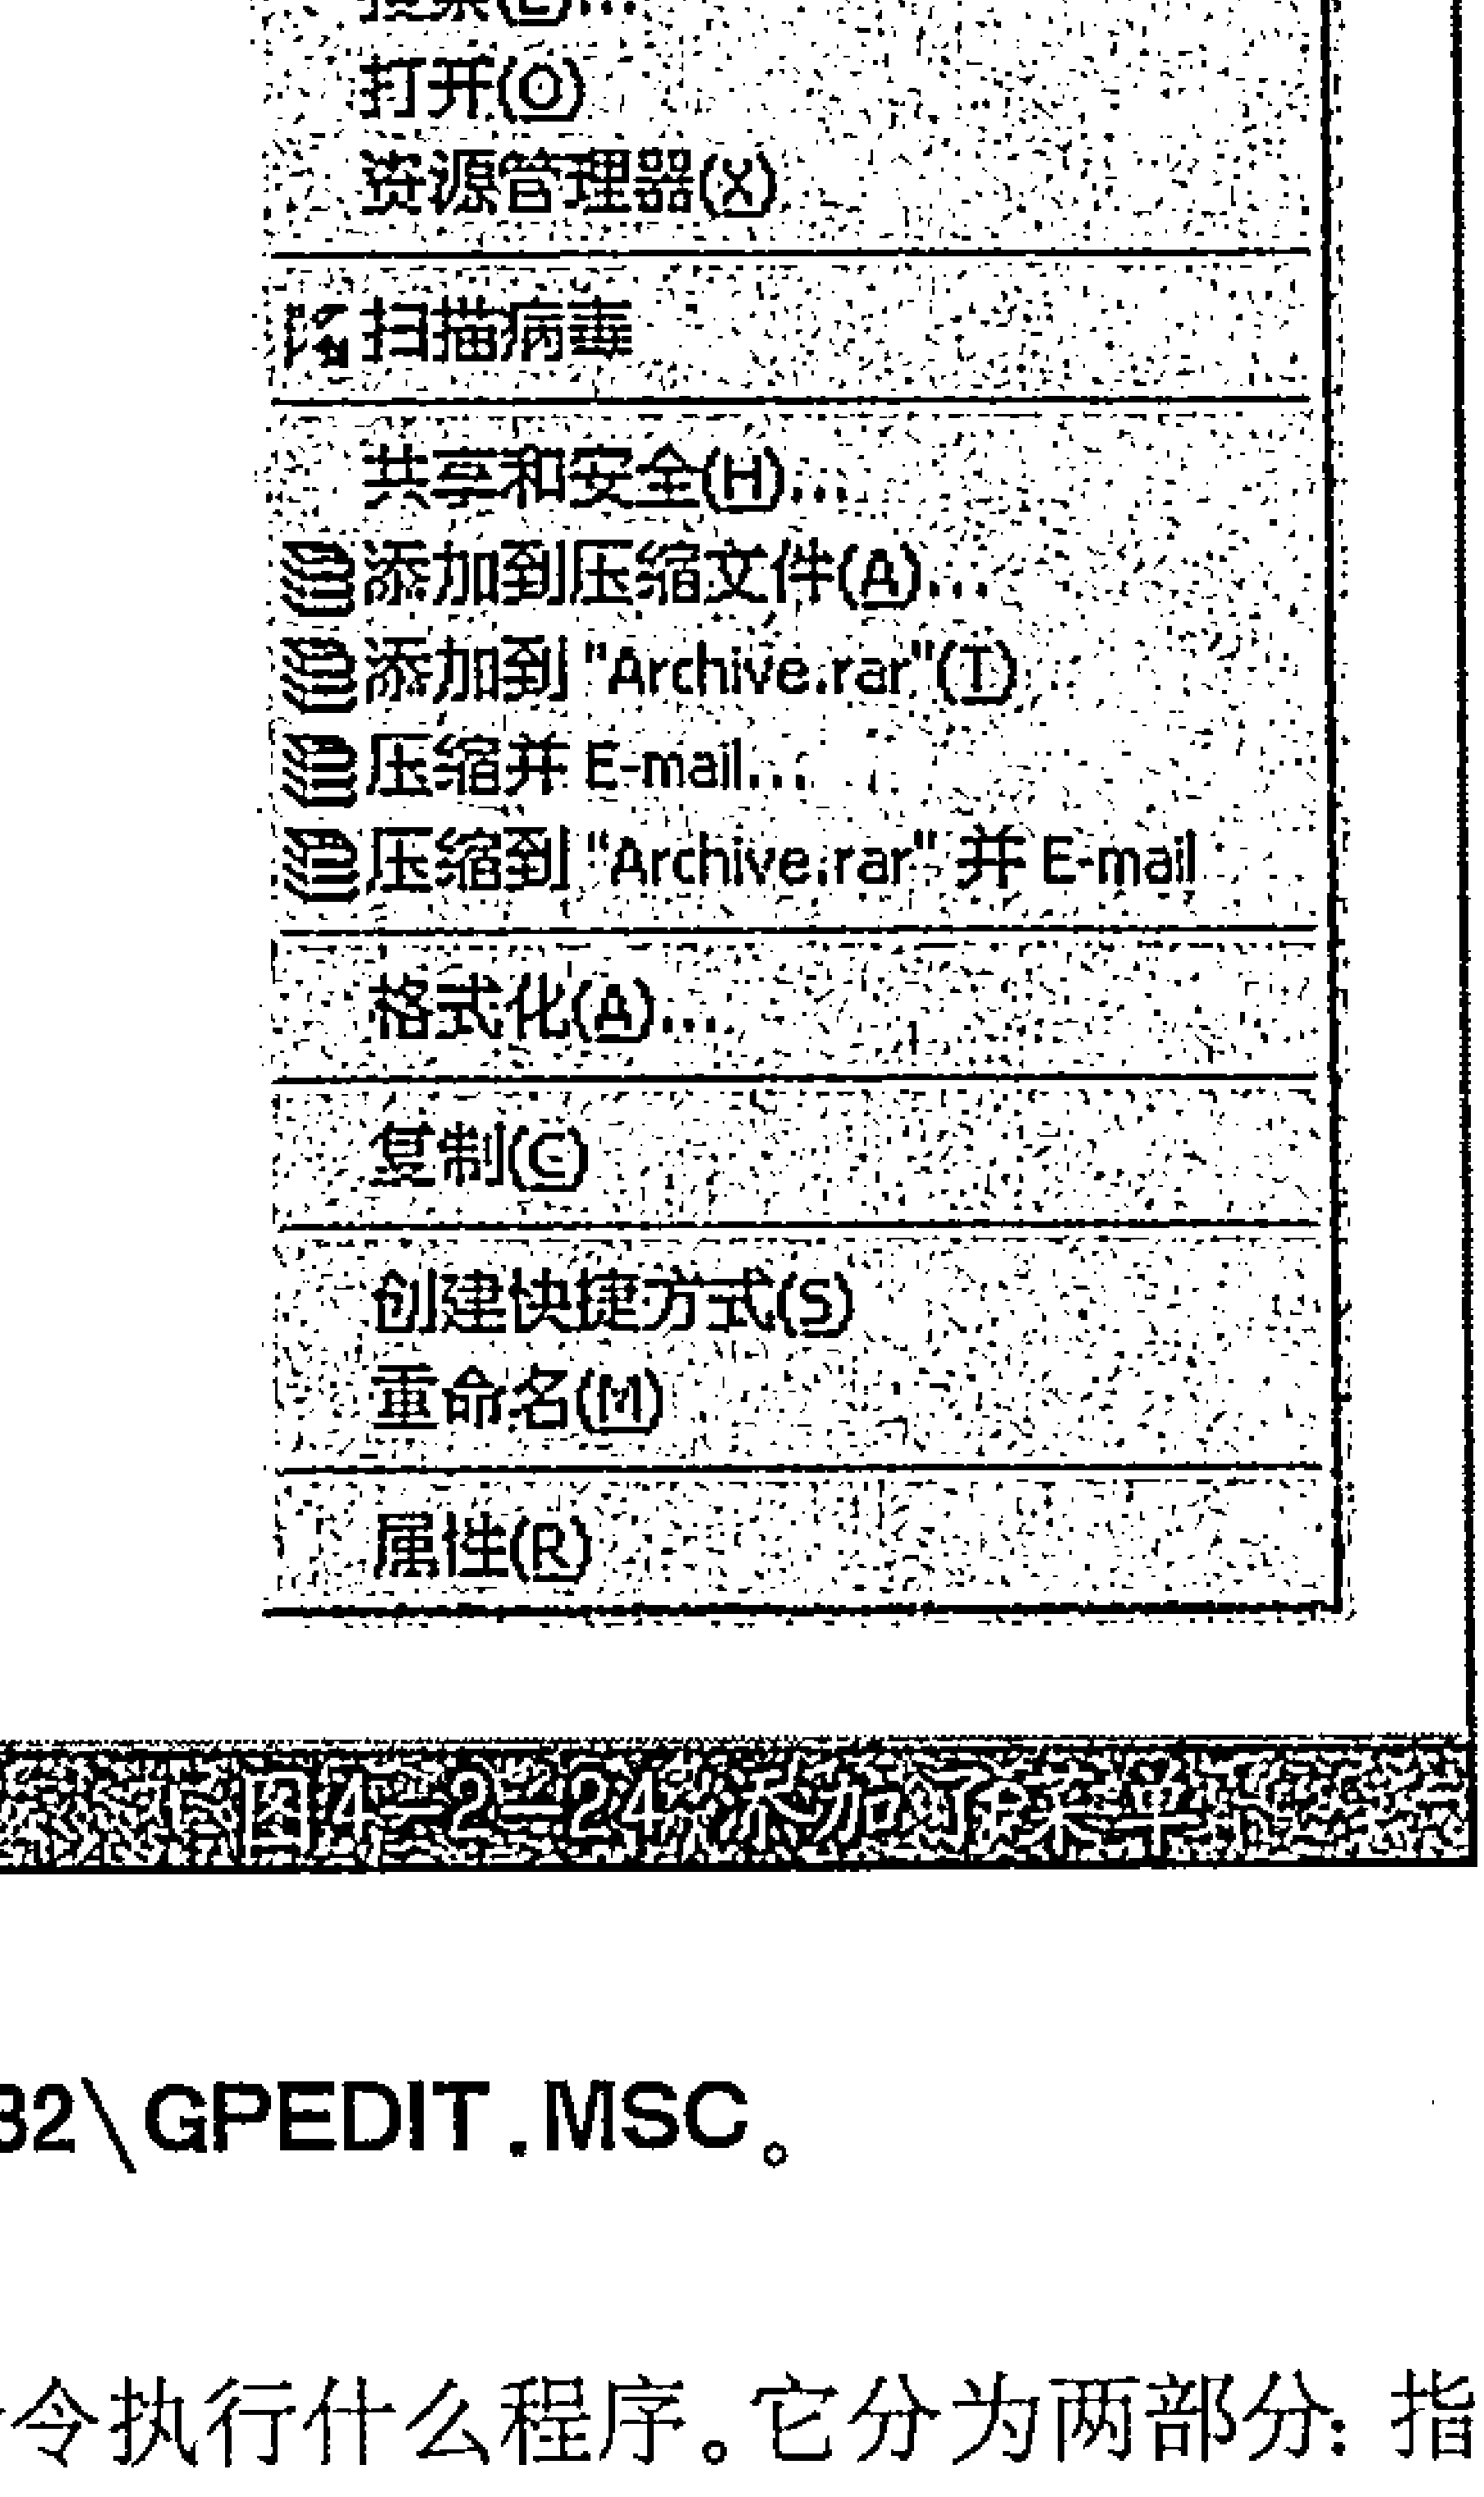 搜索(E)...
打开(O)
资源管理器(X)
扫描病毒
共享和安全(H)...
添加到压缩文件(A)...
添加到 "Archive.rar"(T)
压缩并 E-mail...
压缩到 "Archive.rar" 并 E-mail
格式化(A)...
复制(C)
创建快捷方式(S)
重命名(M)
属性(R)
图4-2-24 添加了菜单
32\GPEDIT.MSC。
令执行什么程序。它分为两部分：指